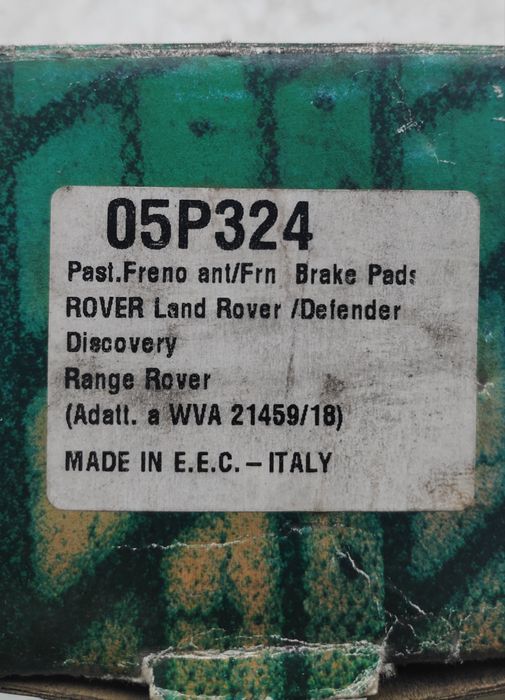 05P324
Past.Freno ant/Frn Brake Pads
ROVER Land Rover /Defender
Discovery
Range Rover
(Adatt. a WVA 21459/18)
MADE IN E.E.C. – ITALY